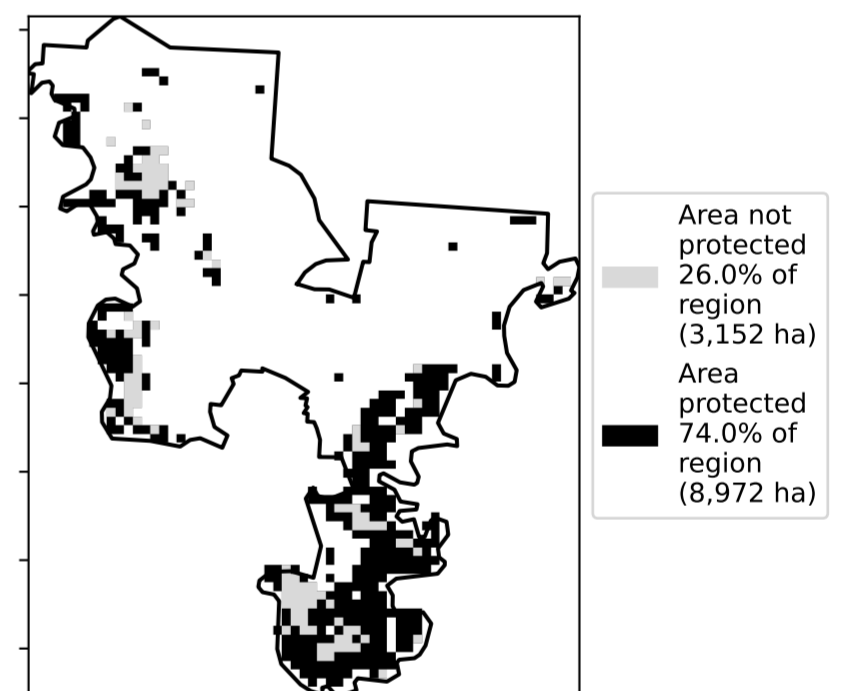 Area not
protected
26.0% of
region
(3,152 ha)
Area
protected
74.0% of
region
(8,972 ha)